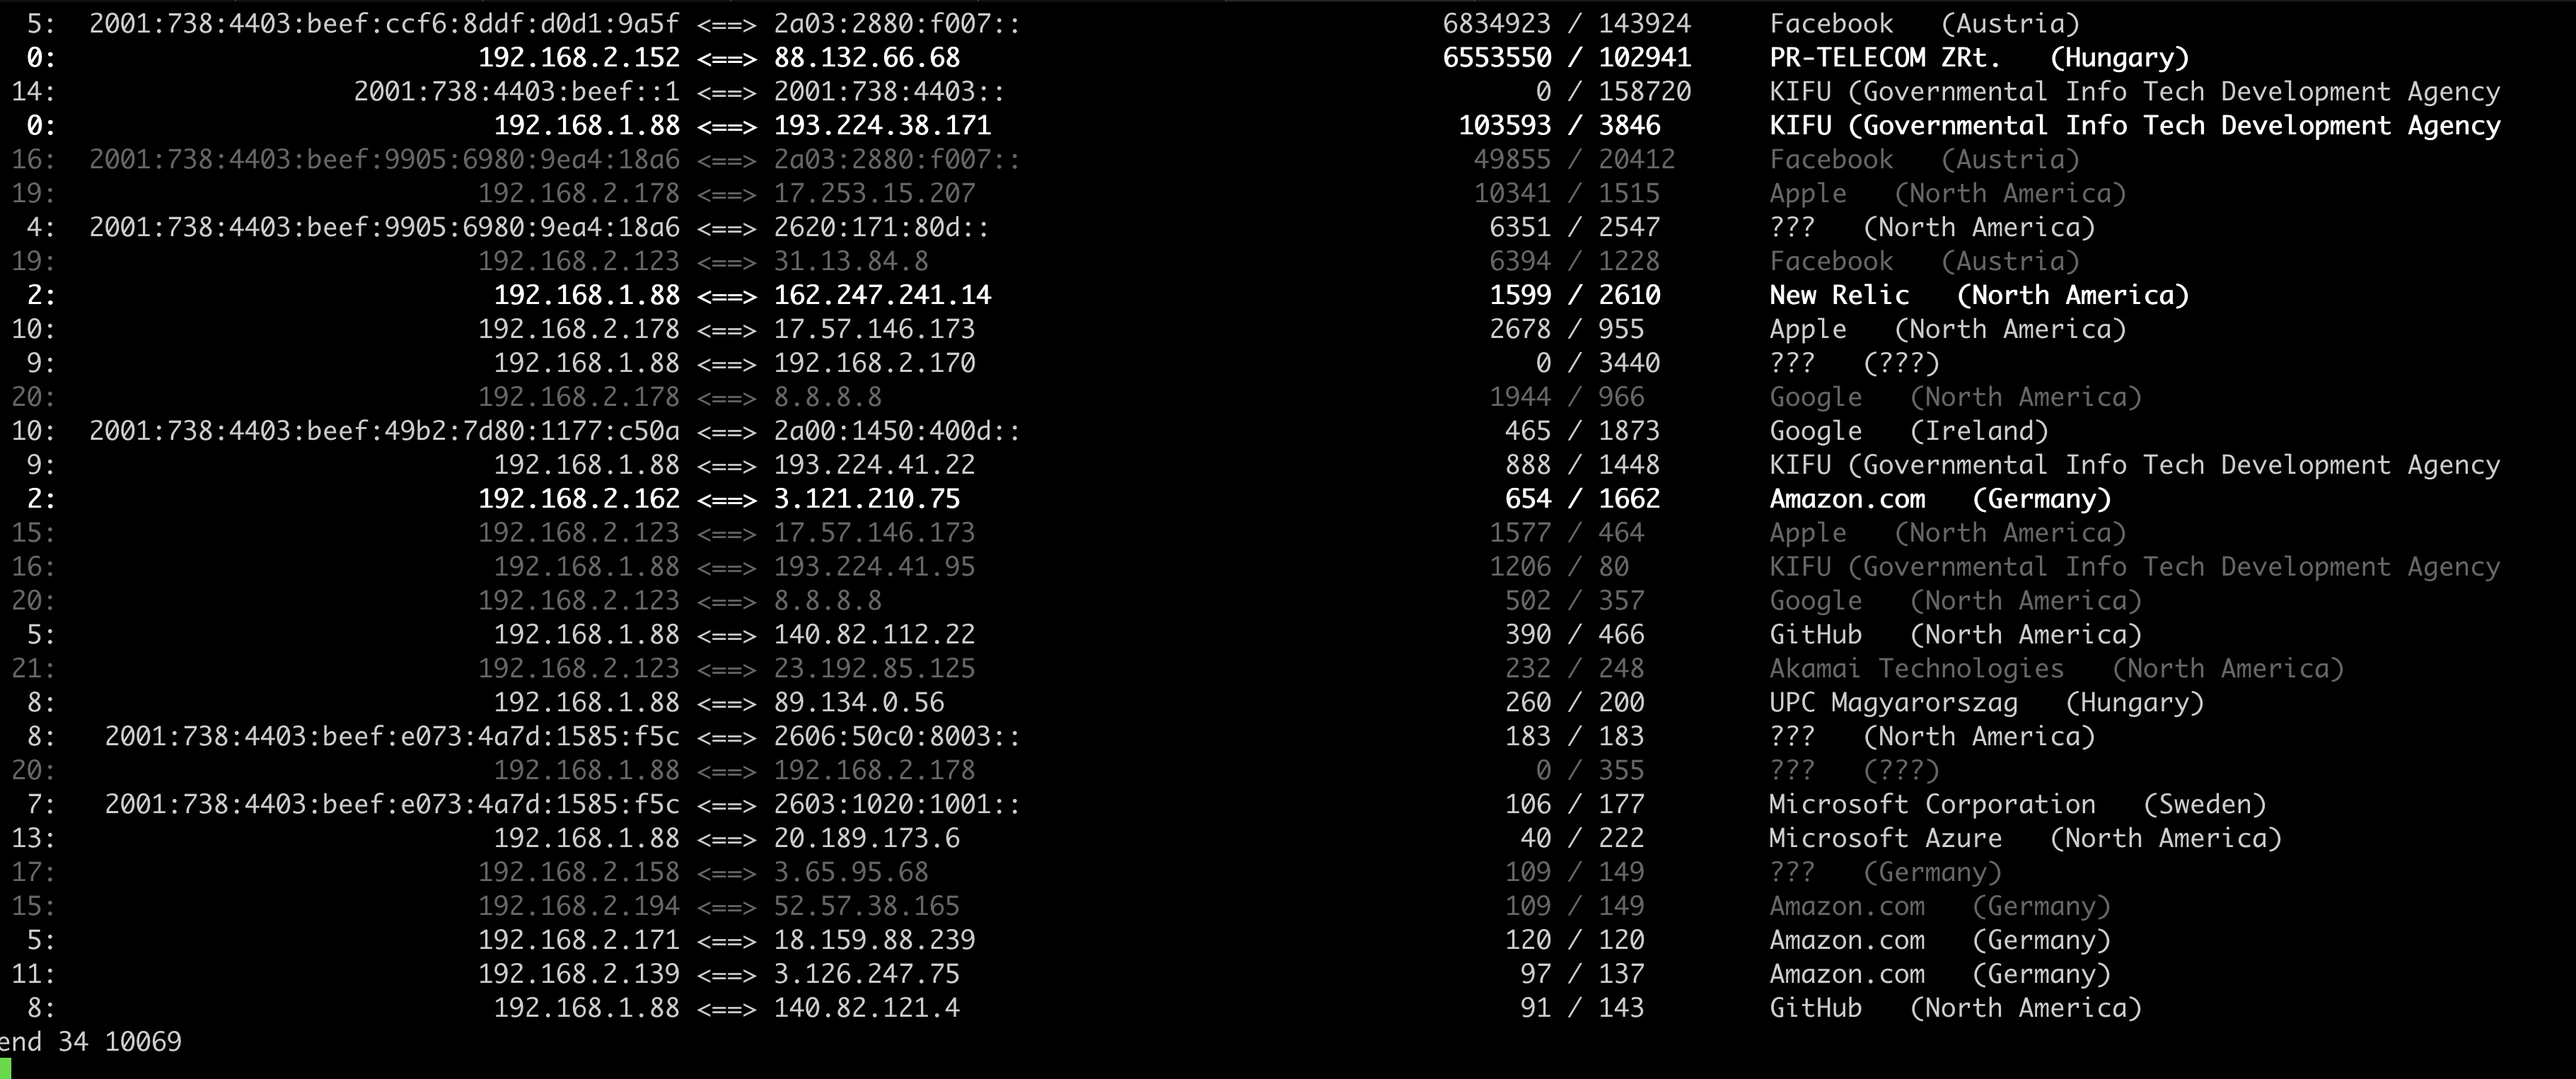 5: 2001:738:4403:beef:ccf6:8ddf:d0d1:9a5f <==> 2a03:2880:f007:: 6834923 / 143924 Facebook (Austria)
0: 192.168.2.152 <==> 88.132.66.68 6553550 / 102941 PR-TELECOM ZRt. (Hungary)
14: 2001:738:4403:beef::1 <==> 2001:738:4403:: 0 / 158720 KIFU (Governmental Info Tech Development Agency
0: 192.168.1.88 <==> 193.224.38.171 103593 / 3846 KIFU (Governmental Info Tech Development Agency
16: 2001:738:4403:beef:9905:6980:9ea4:18a6 <==> 2a03:2880:f007:: 49855 / 20412 Facebook (Austria)
19: 192.168.2.178 <==> 17.253.15.207 10341 / 1515 Apple (North America)
4: 2001:738:4403:beef:9905:6980:9ea4:18a6 <==> 2620:171:80d:: 6351 / 2547 ??? (North America)
19: 192.168.2.123 <==> 31.13.84.8 6394 / 1228 Facebook (Austria)
2: 192.168.1.88 <==> 162.247.241.14 1599 / 2610 New Relic (North America)
10: 192.168.2.178 <==> 17.57.146.173 2678 / 955 Apple (North America)
9: 192.168.1.88 <==> 192.168.2.170 0 / 3440 ??? (???)
20: 192.168.2.178 <==> 8.8.8.8 1944 / 966 Google (North America)
10: 2001:738:4403:beef:49b2:7d80:1177:c50a <==> 2a00:1450:400d:: 465 / 1873 Google (Ireland)
9: 192.168.1.88 <==> 193.224.41.22 888 / 1448 KIFU (Governmental Info Tech Development Agency
2: 192.168.2.162 <==> 3.121.210.75 654 / 1662 Amazon.com (Germany)
15: 192.168.2.123 <==> 17.57.146.173 1577 / 464 Apple (North America)
16: 192.168.1.88 <==> 193.224.41.95 1206 / 80 KIFU (Governmental Info Tech Development Agency
20: 192.168.2.123 <==> 8.8.8.8 502 / 357 Google (North America)
5: 192.168.1.88 <==> 140.82.112.22 390 / 466 GitHub (North America)
21: 192.168.2.123 <==> 23.192.85.125 232 / 248 Akamai Technologies (North America)
8: 192.168.1.88 <==> 89.134.0.56 260 / 200 UPC Magyarorszag (Hungary)
8: 2001:738:4403:beef:e073:4a7d:1585:f5c <==> 2606:50c0:8003:: 183 / 183 ??? (North America)
20: 192.168.1.88 <==> 192.168.2.178 0 / 355 ??? (???)
7: 2001:738:4403:beef:e073:4a7d:1585:f5c <==> 2603:1020:1001:: 106 / 177 Microsoft Corporation (Sweden)
13: 192.168.1.88 <==> 20.189.173.6 40 / 222 Microsoft Azure (North America)
17: 192.168.2.158 <==> 3.65.95.68 109 / 149 ??? (Germany)
15: 192.168.2.194 <==> 52.57.38.165 109 / 149 Amazon.com (Germany)
5: 192.168.2.171 <==> 18.159.88.239 120 / 120 Amazon.com (Germany)
11: 192.168.2.139 <==> 3.126.247.75 97 / 137 Amazon.com (Germany)
8: 192.168.1.88 <==> 140.82.121.4 91 / 143 GitHub (North America)
end 34 10069